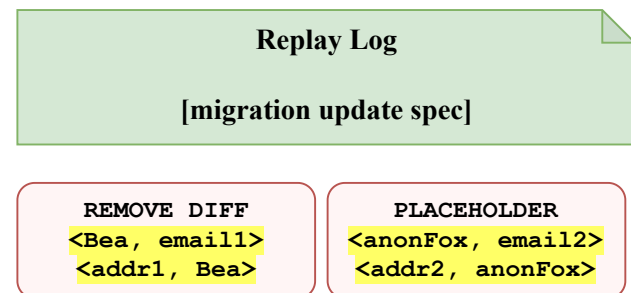 Replay Log
[migration update spec]
REMOVE DIFF
<Bea, email1>
<addr1, Bea>
PLACEHOLDER
<anonFox, email2>
<addr2, anonFox>